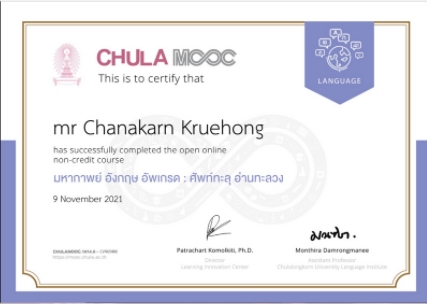 CHULA MOOC
This is to certify that
LANGUAGE
mr Chanakarn Kruehong
has successfully completed the open online
non-credit course
มหากาพย์ อังกฤษ อัพเกรด : ศัพท์ทะลุ อ่านทะลวง
9 November 2021
Patrachart Komolkiti, Ph.D.
Director
Learning Innovation Center
Monthira Damrongmanee
Assistant Professor
Chulalongkorn University Language Institute
https://mooc.chula.ac.th